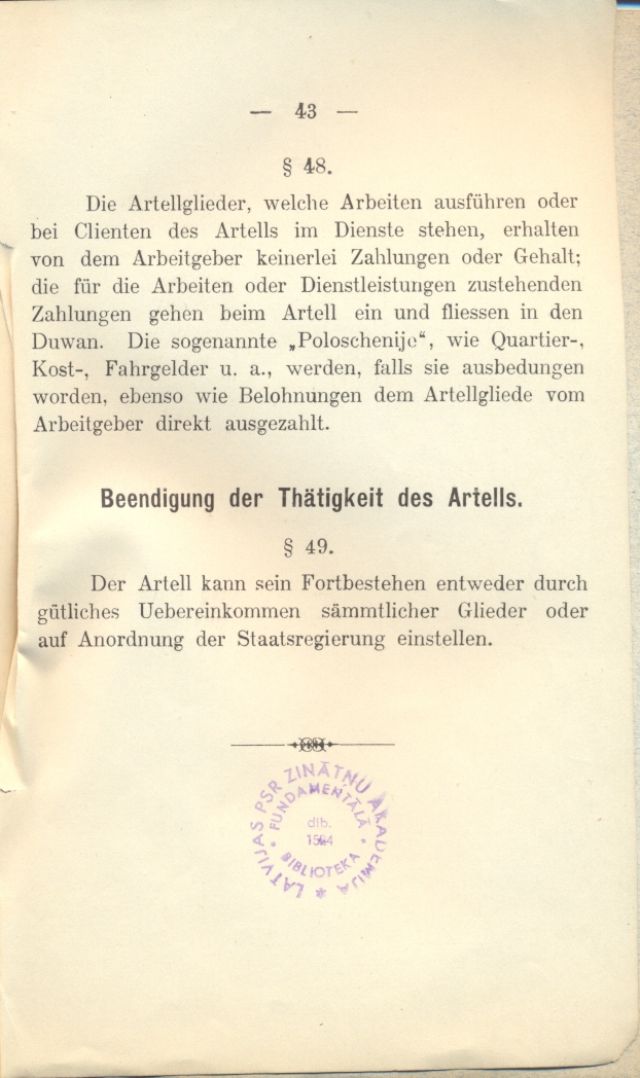 — 43 —
§ 48.
Die Artellglieder, welche Arbeiten ausführen oder
bei Clienten des Artells im Dienste stehen, erhalten
von dem Arbeitgeber keinerlei Zahlungen oder Gehalt;
die für die Arbeiten oder Dienstleistungen zustehenden
Zahlungen gehen beim Artell ein und fliessen in den
Duwan. Die sogenannte „Poloschenije“, wie Quartier-,
Kost-, Fahrgelder u. a., werden, falls sie ausbedungen
worden, ebenso wie Belohnungen dem Artellgliede vom
Arbeitgeber direkt ausgezahlt.
Beendigung der Thätigkeit des Artells.
§ 49.
Der Artell kann sein Fortbestehen entweder durch
gütliches Uebereinkommen sämmtlicher Glieder oder
auf Anordnung der Staatsregierung einstellen.
LATVIJAS PSR ZINĀTŅU AKADEMIJA
FUNDAMENTĀLĀ
dib.
1524
BIBLIOTEKA